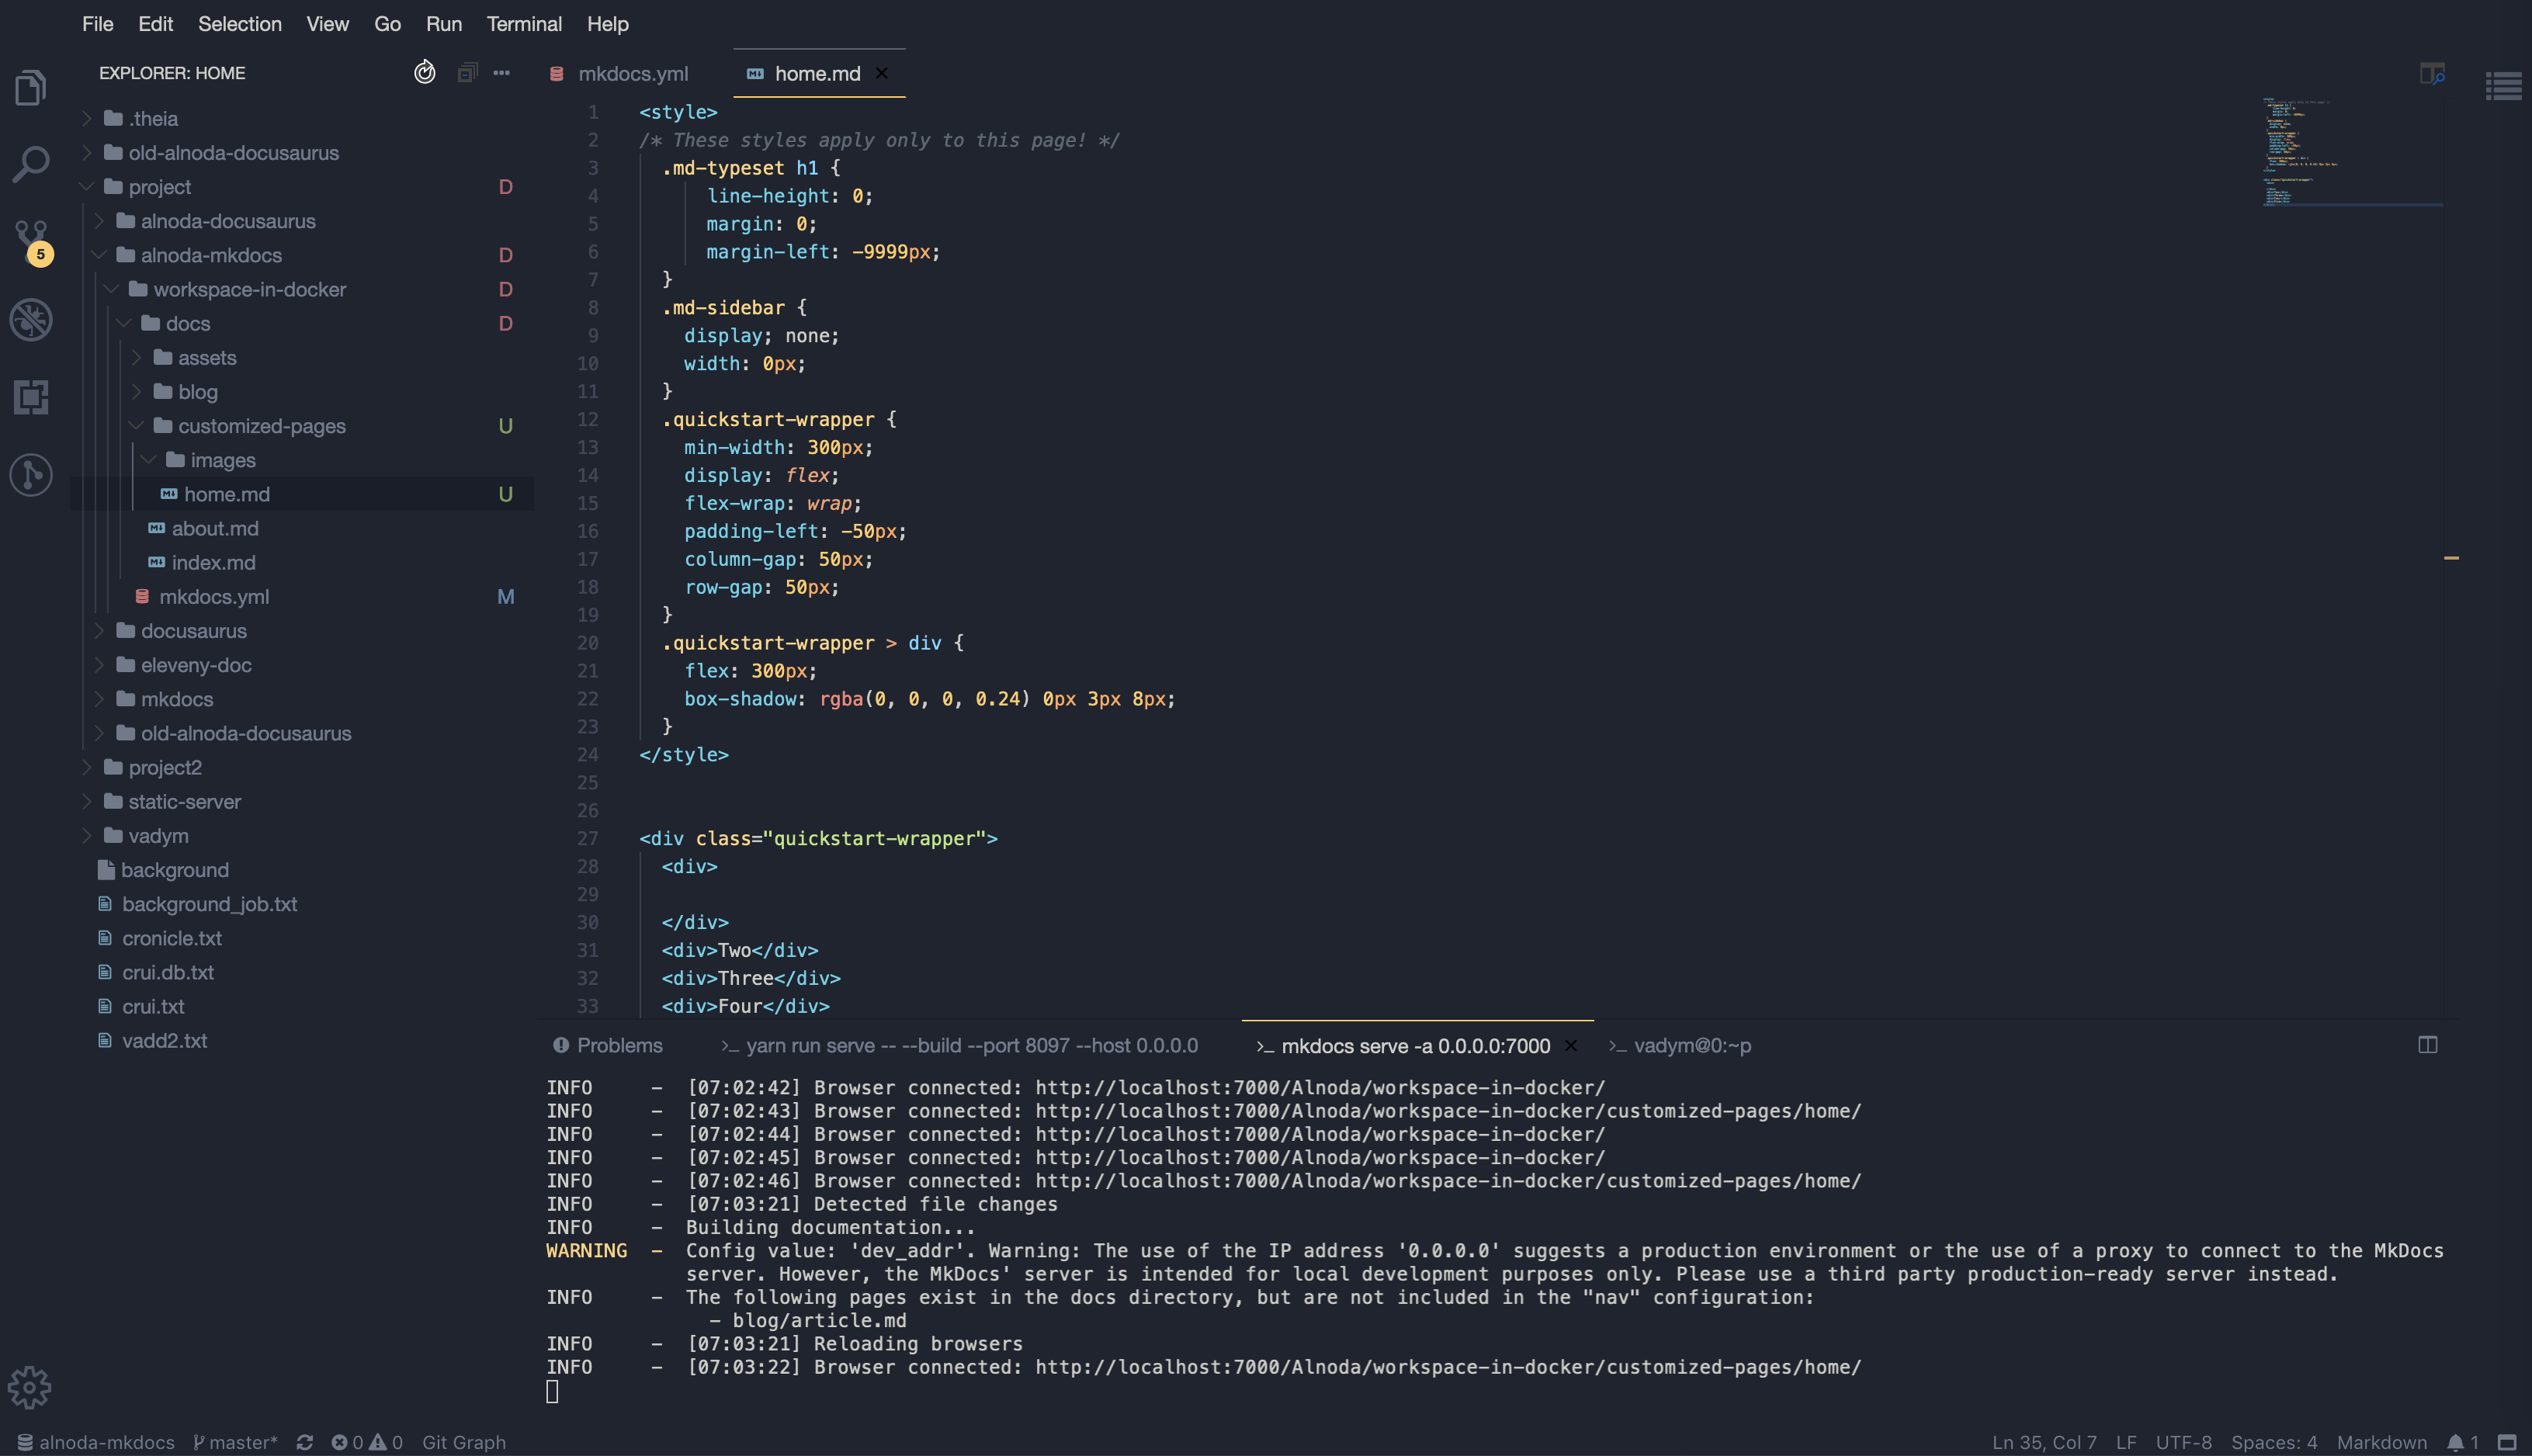 File Edit Selection View Go Run Terminal Help
EXPLORER: HOME
.theia
old-alnoda-docusaurus
project D
alnoda-docusaurus
alnoda-mkdocs D
workspace-in-docker D
docs D
assets
blog
customized-pages U
images
home.md U
about.md
index.md
mkdocs.yml M
docusaurus
eleveny-doc
mkdocs
old-alnoda-docusaurus
project2
static-server
vadym
background
background_job.txt
cronicle.txt
crui.db.txt
crui.txt
vadd2.txt
5
mkdocs.yml home.md
1 <style>
2 /* These styles apply only to this page! */
3 .md-typeset h1 {
4 line-height: 0;
5 margin: 0;
6 margin-left: -9999px;
7 }
8 .md-sidebar {
9 display; none;
10 width: 0px;
11 }
12 .quickstart-wrapper {
13 min-width: 300px;
14 display: flex;
15 flex-wrap: wrap;
16 padding-left: -50px;
17 column-gap: 50px;
18 row-gap: 50px;
19 }
20 .quickstart-wrapper > div {
21 flex: 300px;
22 box-shadow: rgba(0, 0, 0, 0.24) 0px 3px 8px;
23 }
24 </style>
25
26
27 <div class="quickstart-wrapper">
28 <div>
29
30 </div>
31 <div>Two</div>
32 <div>Three</div>
33 <div>Four</div>
Problems >_ yarn run serve -- --build --port 8097 --host 0.0.0.0 >_ mkdocs serve -a 0.0.0.0:7000 >_ vadym@0:~p
INFO - [07:02:42] Browser connected: http://localhost:7000/Alnoda/workspace-in-docker/
INFO - [07:02:43] Browser connected: http://localhost:7000/Alnoda/workspace-in-docker/customized-pages/home/
INFO - [07:02:44] Browser connected: http://localhost:7000/Alnoda/workspace-in-docker/
INFO - [07:02:45] Browser connected: http://localhost:7000/Alnoda/workspace-in-docker/
INFO - [07:02:46] Browser connected: http://localhost:7000/Alnoda/workspace-in-docker/customized-pages/home/
INFO - [07:03:21] Detected file changes
INFO - Building documentation...
WARNING - Config value: 'dev_addr'. Warning: The use of the IP address '0.0.0.0' suggests a production environment or the use of a proxy to connect to the MkDocs
server. However, the MkDocs' server is intended for local development purposes only. Please use a third party production-ready server instead.
INFO - The following pages exist in the docs directory, but are not included in the "nav" configuration:
- blog/article.md
INFO - [07:03:21] Reloading browsers
INFO - [07:03:22] Browser connected: http://localhost:7000/Alnoda/workspace-in-docker/customized-pages/home/
alnoda-mkdocs master* 0 0 Git Graph Ln 35, Col 7 LF UTF-8 Spaces: 4 Markdown 1